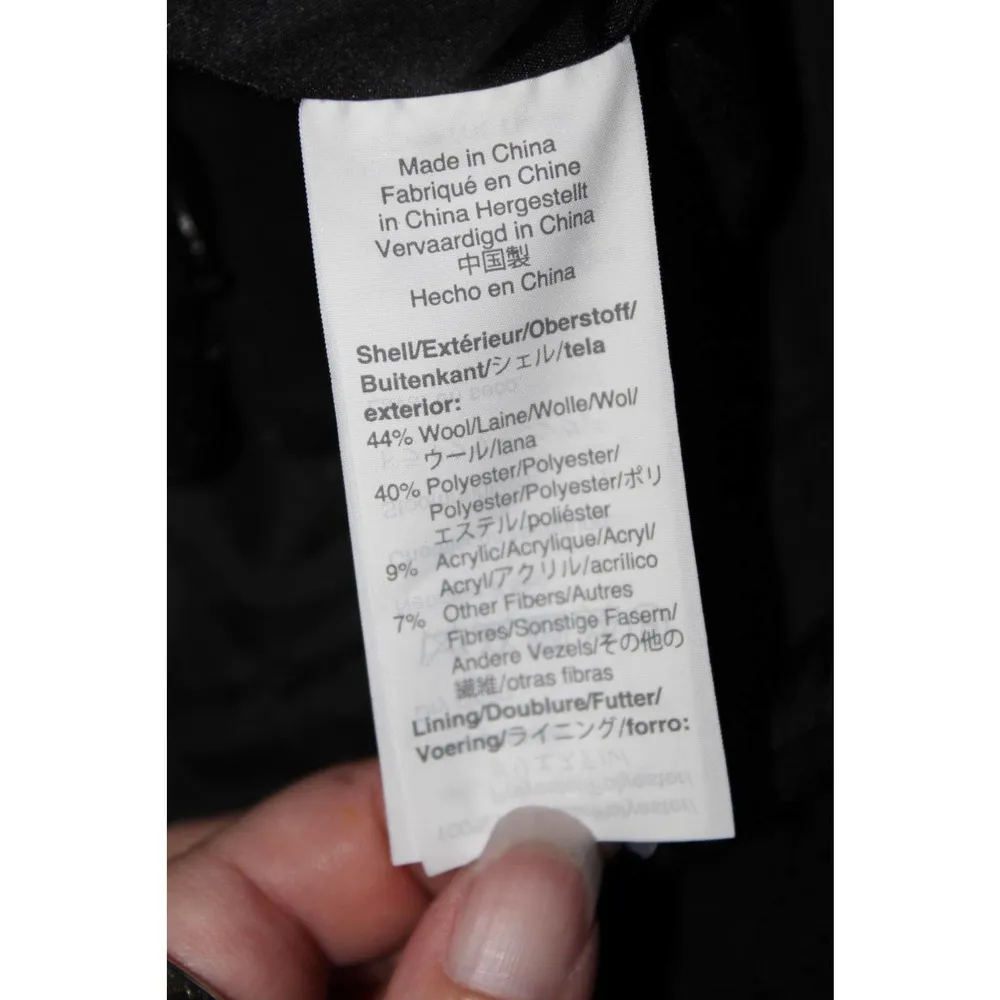 Made in China
Fabriqué en Chine
in China Hergestellt
Vervaardigd in China
中国製
Hecho en China
Shell/Extérieur/Oberstoff/
Buitenkant/シェル/tela
exterior:
44% Wool/Laine/Wolle/Wol/
ウール/lana
40% Polyester/Polyester/
Polyester/Polyester/ポリ
エステル/poliéster
9% Acrylic/Acrylique/Acryl/
Acryl/アクリル/acrilico
7% Other Fibers/Autres
Fibres/Sonstige Fasern/
Andere Vezels/その他の
繊維/otras fibras
Lining/Doublure/Futter/
Voering/ライニング/forro: